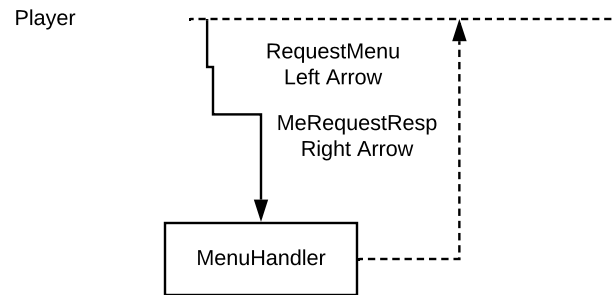 Player
RequestMenu
Left Arrow
MeRequestResp
Right Arrow
MenuHandler